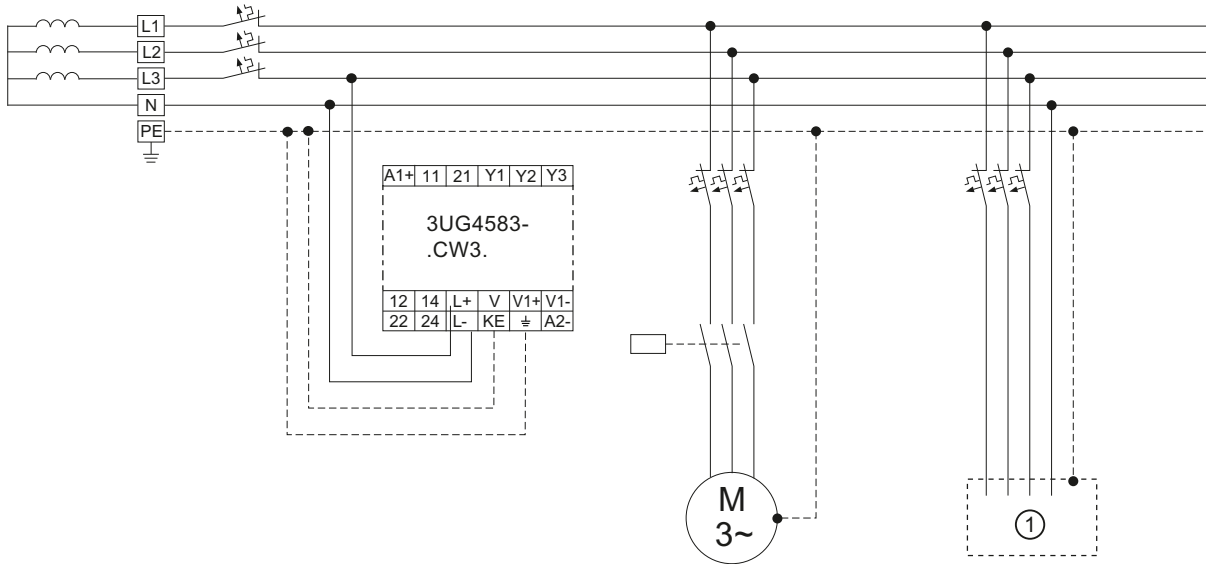 L1
L2
L3
N
PE
A1+ 11 21 Y1 Y2 Y3
3UG4583-
.CW3.
12 14 L+ V V1+ V1-
22 24 L- KE ⏚ A2-
M
3~
1